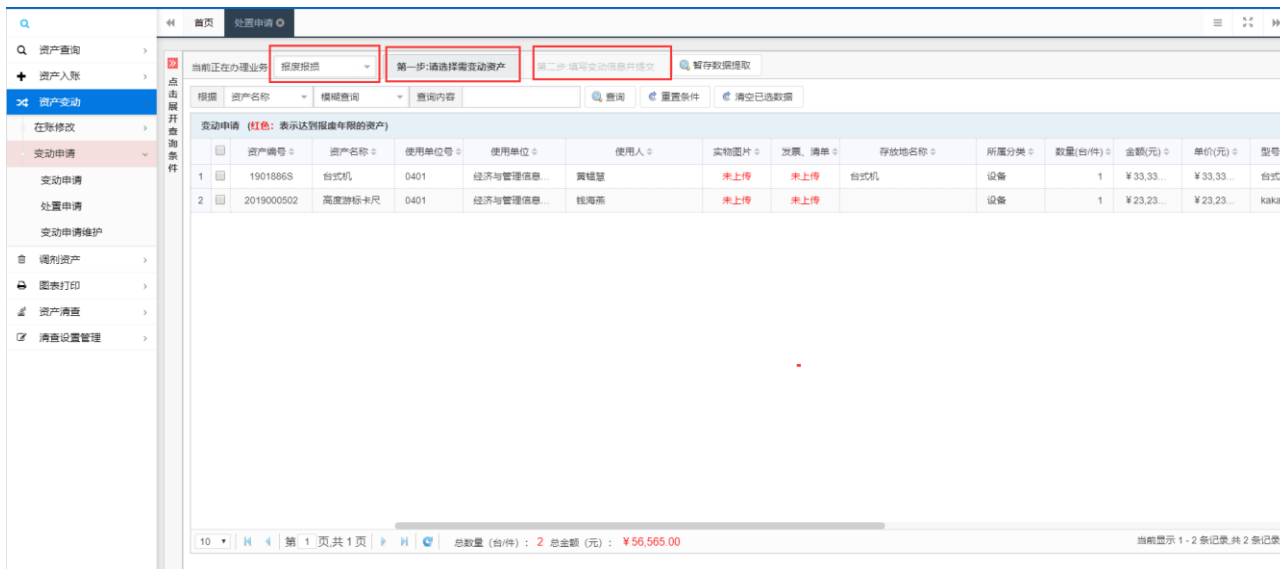 首页
处置申请
资产查询
资产入账
资产变动
在账修改
变动申请
变动申请
处置申请
变动申请维护
调剂资产
图表打印
资产清查
清查设置管理
点击展开查询条件
当前正在办理业务 报废报损 第一步:请选择需变动资产 第二步:填写变动信息并提交 暂存数据提取
根据 资产名称 模糊查询 查询内容 查询 重置条件 清空已选数据
变动申请 (红色: 表示达到报废年限的资产)
资产编号 资产名称 使用单位号 使用单位 使用人 实物图片 发票、清单 存放地名称 所属分类 数量(台/件) 金额(元) 单价(元) 型号
1 1901886S 台式机 0401 经济与管理信息... 黄韫慧 未上传 未上传 台式机 设备 1 ¥33,33... ¥33,33... 台式
2 2019000502 高度游标卡尺 0401 经济与管理信息... 钱海燕 未上传 未上传 设备 1 ¥23,23... ¥23,23... kaka
10 第 1 页,共 1 页 总数量 (台/件) : 2 总金额 (元) : ¥56,565.00 当前显示 1 - 2 条记录,共 2 条记录